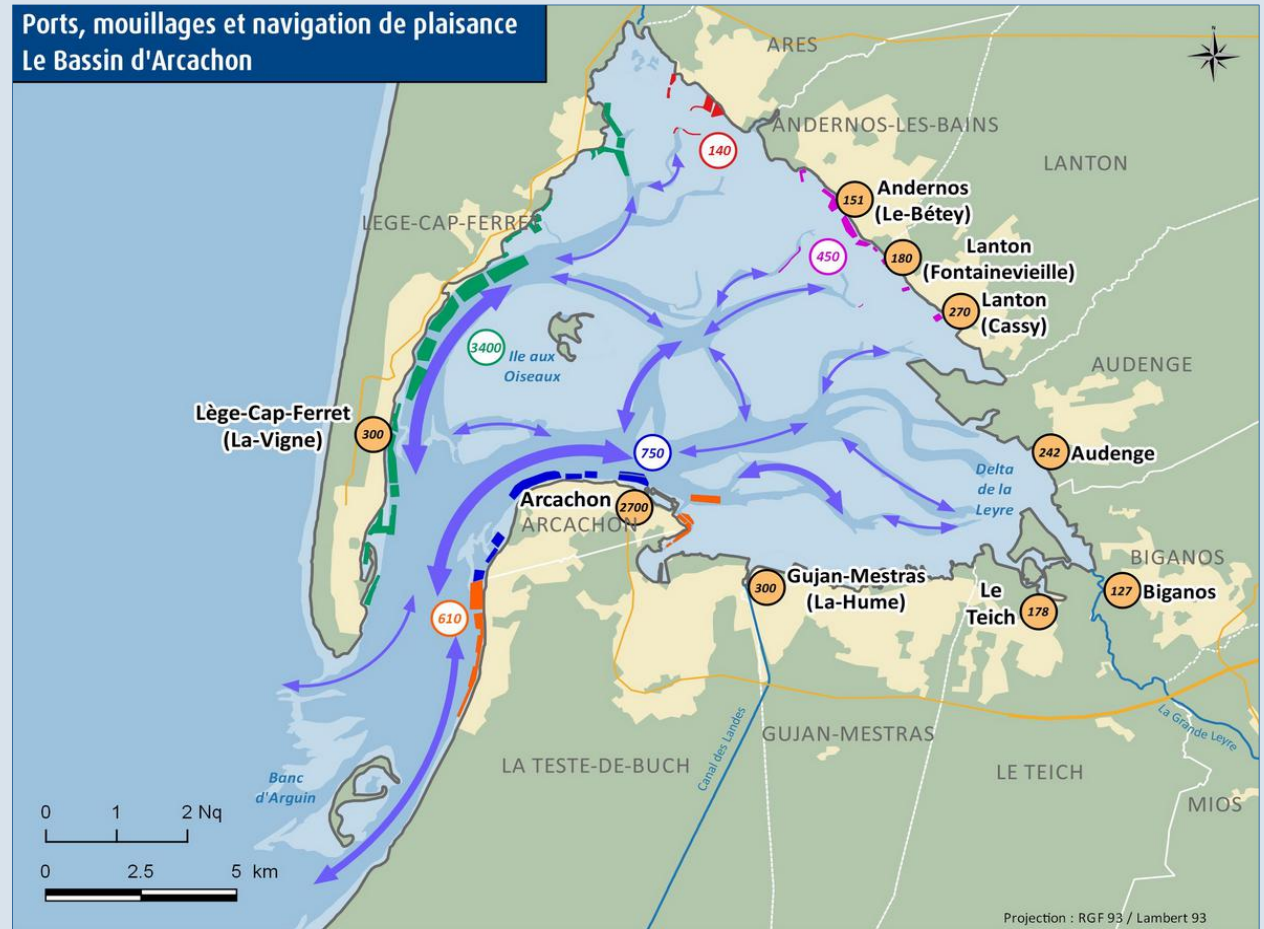 Ports, mouillages et navigation de plaisance
Le Bassin d'Arcachon
N
ARES
140
ANDERNOS-LES-BAINS
LANTON
151
Andernos
(Le-Bétey)
LEGE-CAP-FERRET
450
180
Lanton
(Fontainevieille)
270
Lanton
(Cassy)
3400
Ile aux
Oiseaux
AUDENGE
Lège-Cap-Ferret
(La-Vigne)
300
750
242
Audenge
Delta
de la
Leyre
Arcachon
2700
ARCACHON
BIGANOS
300
Gujan-Mestras
(La-Hume)
Le
Teich
178
127
Biganos
610
La Grande Leyre
Canal des Landes
GUJAN-MESTRAS
LA TESTE-DE-BUCH
LE TEICH
Banc
d'Arguin
MIOS
0 1 2 Nq
0 2.5 5 km
Projection : RGF 93 / Lambert 93